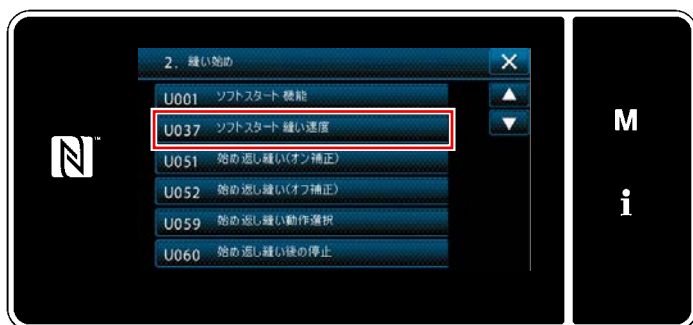 2. 縫い始め
U001 ソフトスタート 機能
U037 ソフトスタート 縫い速度
U051 始め返し縫い(オン補正)
U052 始め返し縫い(オフ補正)
U059 始め返し縫い動作選択
U060 始め返し縫い後の停止
M
i